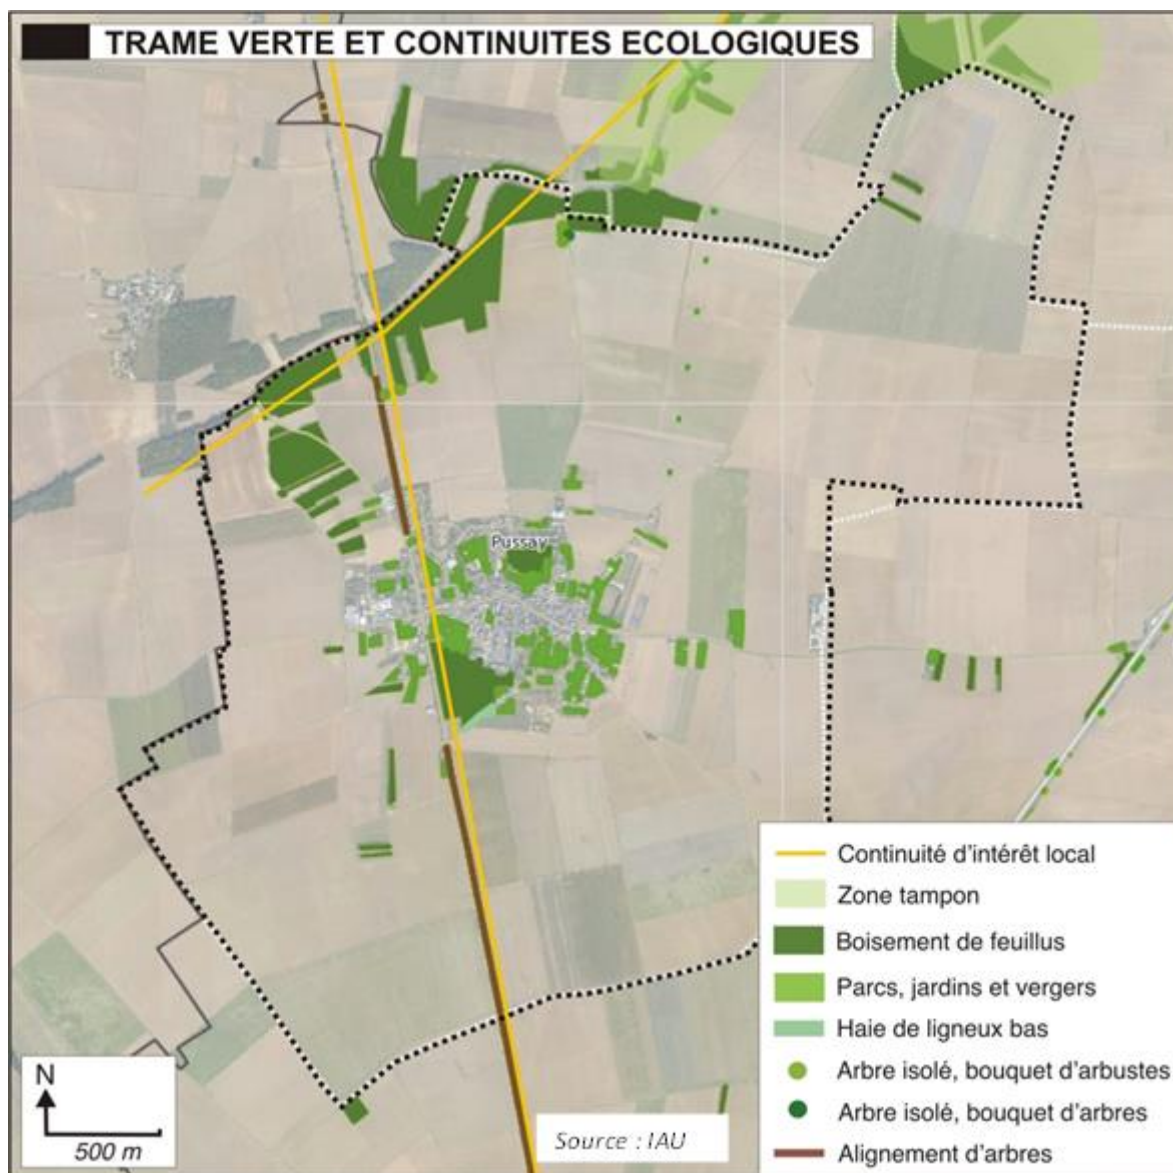 TRAME VERTE ET CONTINUITES ECOLOGIQUES
Pussay
Continuité d'intérêt local
Zone tampon
Boisement de feuillus
Parcs, jardins et vergers
Haie de ligneux bas
Arbre isolé, bouquet d'arbustes
Arbre isolé, bouquet d'arbres
Alignement d'arbres
N
500 m
Source : IAU